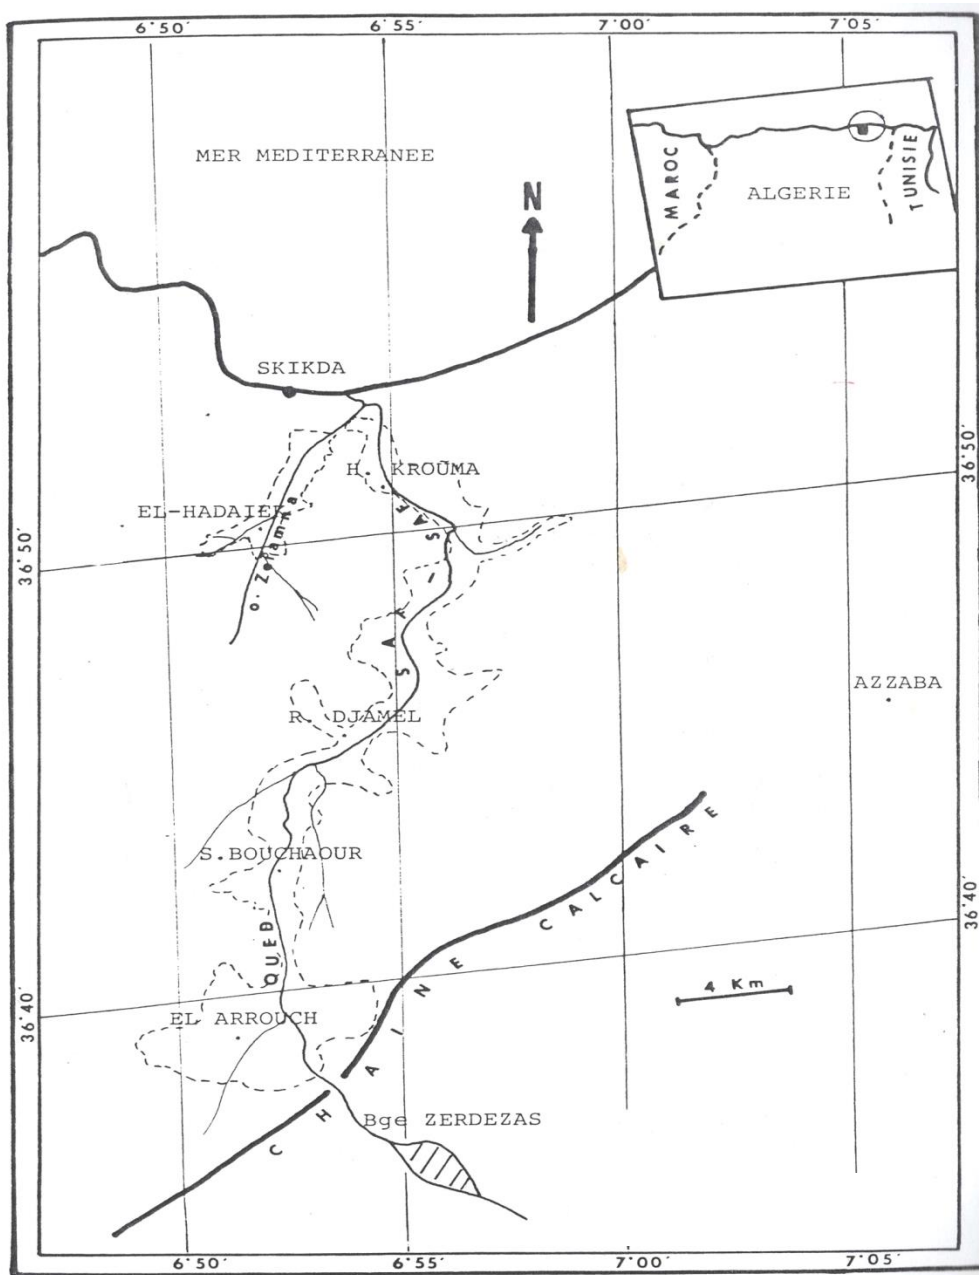 6°50'
6°55'
7°00'
7°05'
MER MEDITERRANEE
N
MAROC
ALGERIE
TUNISIE
SKIKDA
36°50'
H. KROUMA
EL-HADAIEK
O. Zeramna
36°50'
SAF-SAF
AZZABA
R. DJAMEL
S.BOUCHAOUR
CHAINE CALCAIRE
36°40'
OUED
4 Km
36°40'
EL ARROUCH
Bge ZERDEZAS
6°50'
6°55'
7°00'
7°05'